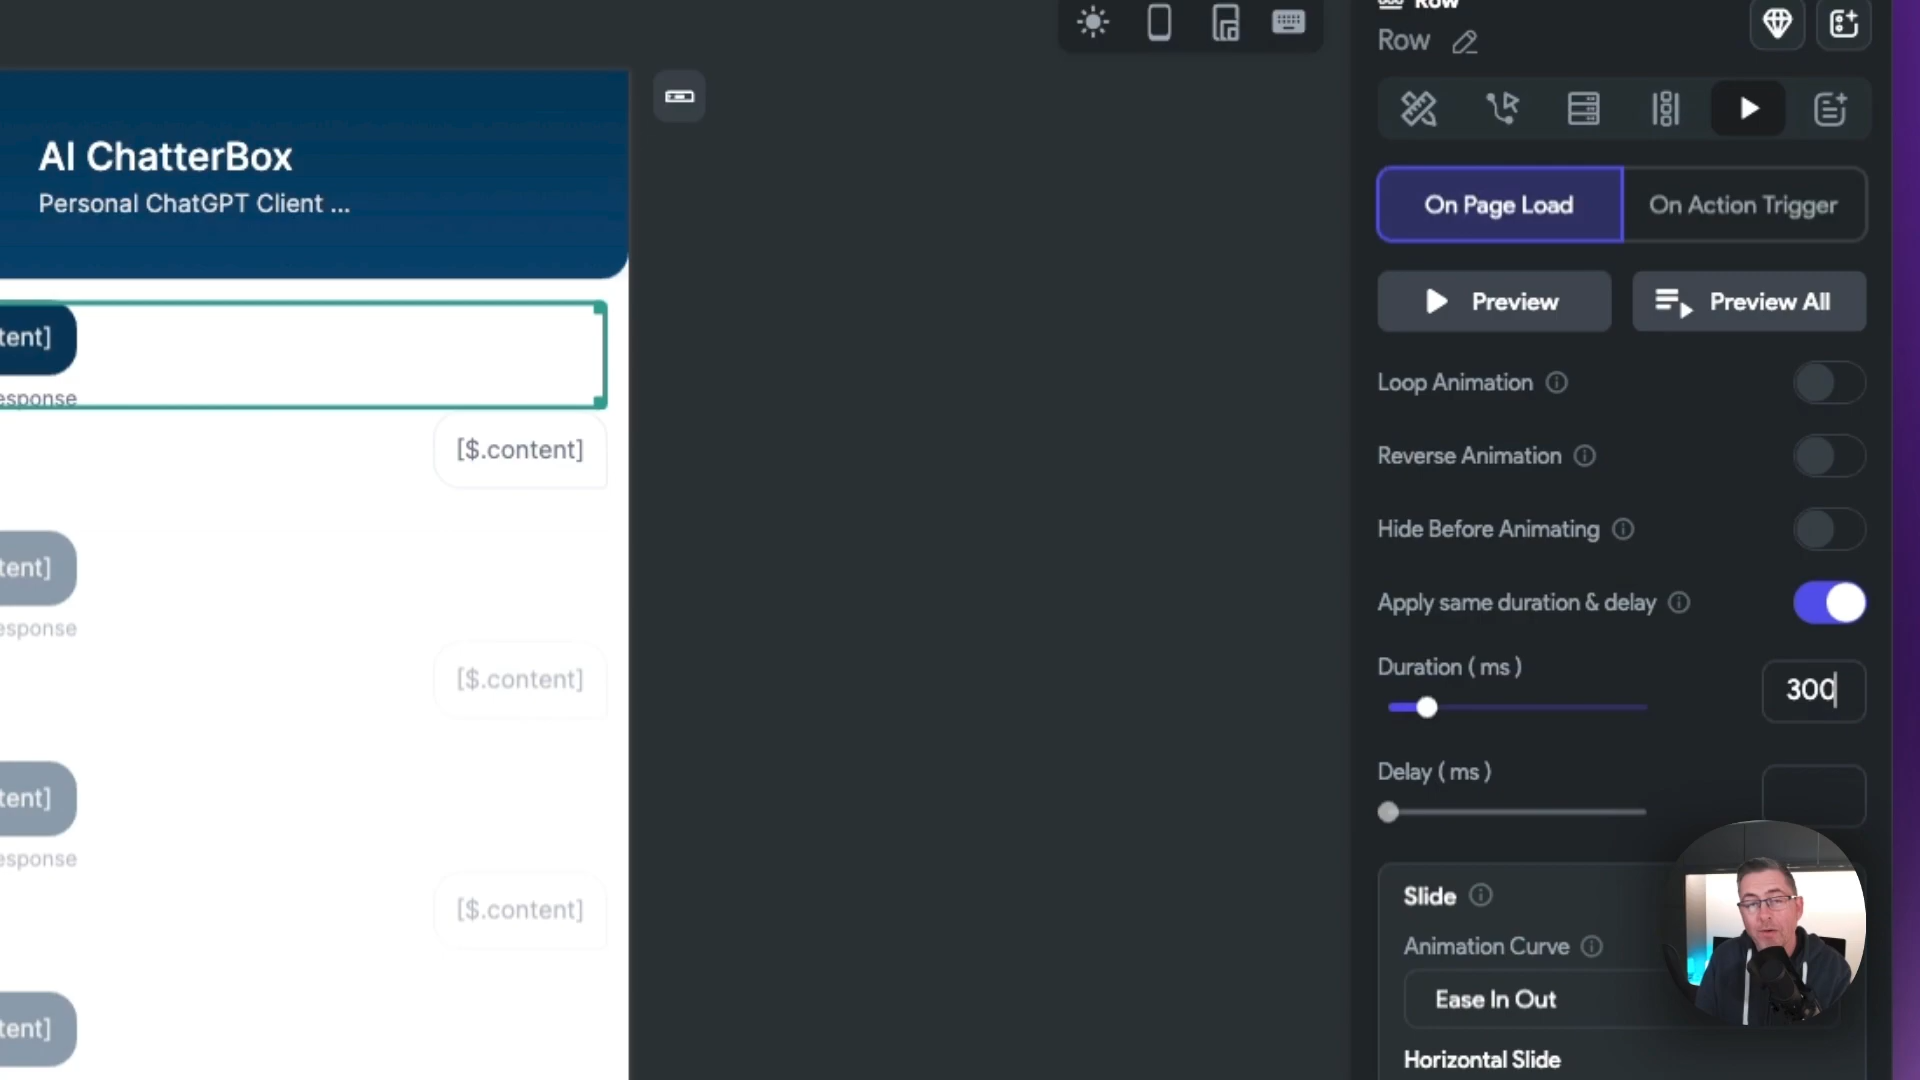 Row
Row
AI ChatterBox
Personal ChatGPT Client ...
On Page Load
On Action Trigger
Preview
Preview All
Loop Animation
Reverse Animation
Hide Before Animating
Apply same duration & delay
Duration ( ms )
300
Delay ( ms )
Slide
Animation Curve
Ease In Out
Horizontal Slide
tent]
esponse
[$.content]
tent]
esponse
[$.content]
tent]
esponse
[$.content]
tent]